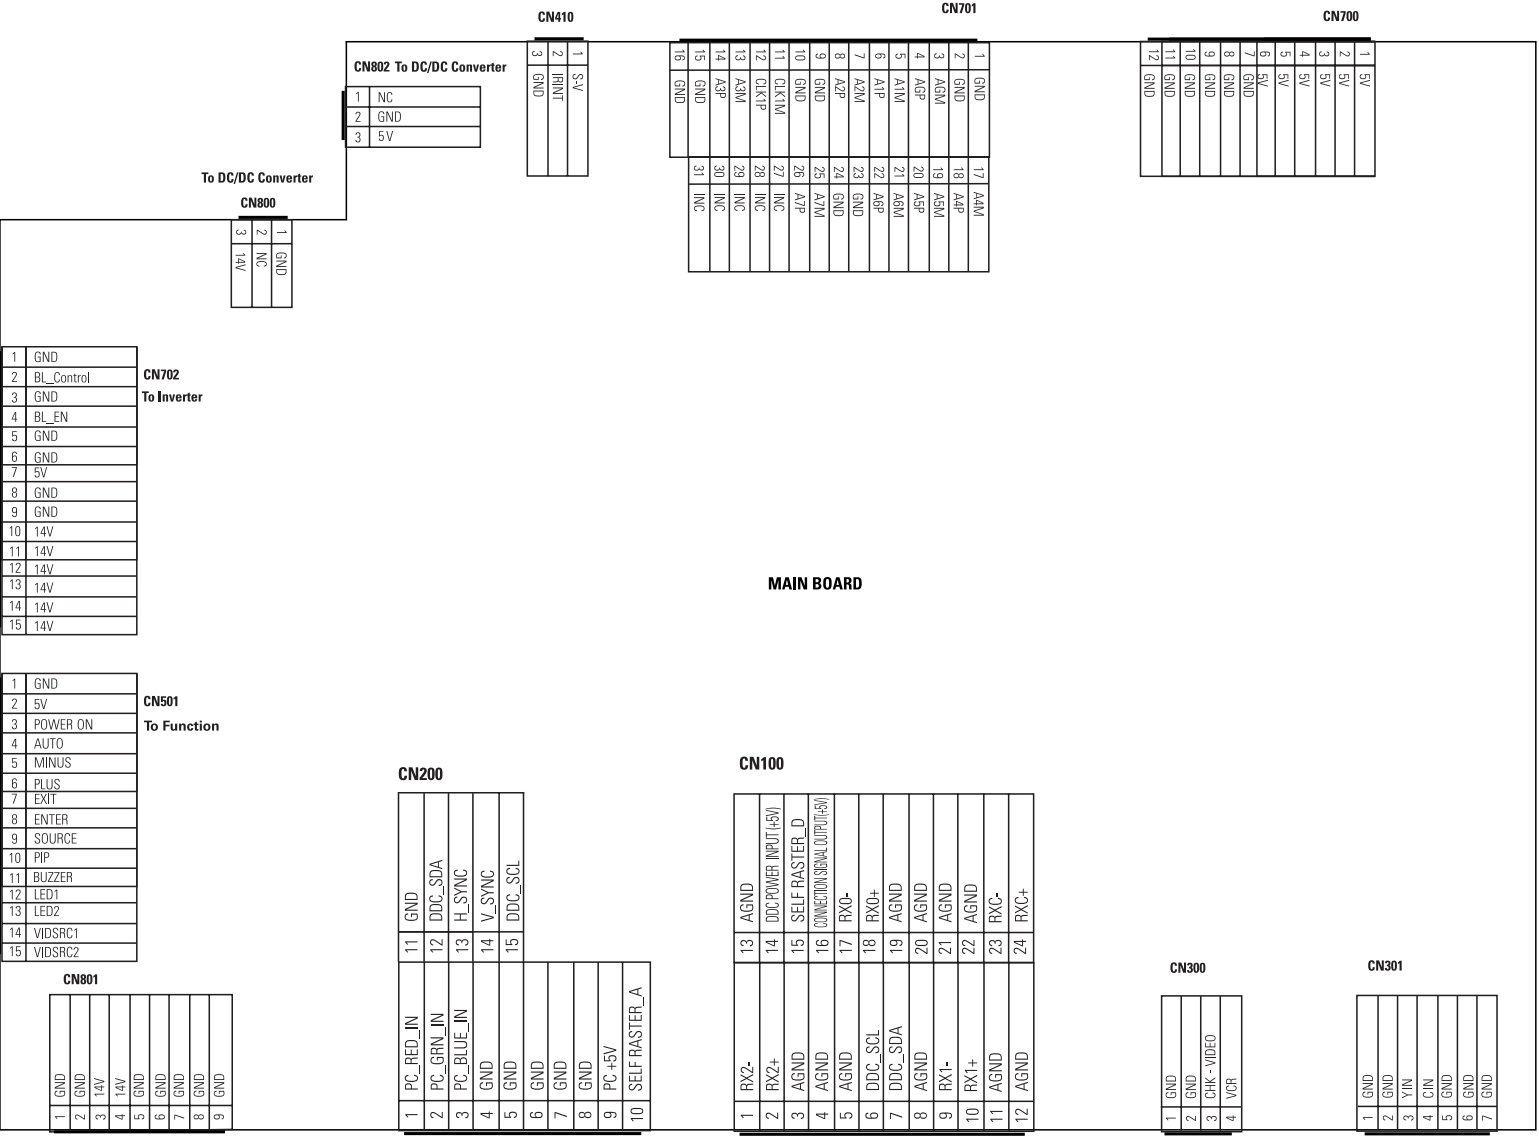 CN410
CN701
CN700
3 GND
2 IRINT
1 S-V
16 GND
15 GND
14 A3P
13 A3M
12 CLK1P
11 CLK1M
10 GND
9 GND
8 A2P
7 A2M
6 A1P
5 A1M
4 AGP
3 AGM
2 GND
1 GND
31 INC
30 INC
29 INC
28 INC
27 INC
26 A7P
25 A7M
24 GND
23 GND
22 A6P
21 A6M
20 A5P
19 A5M
18 A4P
17 A4M
12 GND
11 GND
10 GND
9 GND
8 GND
7 GND
6 5V
5 5V
4 5V
3 5V
2 5V
1 5V
CN802 To DC/DC Converter
1 NC
2 GND
3 5V
To DC/DC Converter
CN800
3 14V
2 NC
1 GND
CN702
To Inverter
1 GND
2 BL_Control
3 GND
4 BL_EN
5 GND
6 GND
7 5V
8 GND
9 GND
10 14V
11 14V
12 14V
13 14V
14 14V
15 14V
MAIN BOARD
CN501
To Function
1 GND
2 5V
3 POWER ON
4 AUTO
5 MINUS
6 PLUS
7 EXIT
8 ENTER
9 SOURCE
10 PIP
11 BUZZER
12 LED1
13 LED2
14 VIDSRC1
15 VIDSRC2
CN801
1 GND
2 GND
3 14V
4 14V
5 GND
6 GND
7 GND
8 GND
9 GND
CN200
11 GND
12 DDC_SDA
13 H_SYNC
14 V_SYNC
15 DDC_SCL
1 PC_RED_IN
2 PC_GRN_IN
3 PC_BLUE_IN
4 GND
5 GND
6 GND
7 GND
8 GND
9 PC +5V
10 SELF RASTER_A
CN100
13 AGND
14 DDC POWER INPUT (+5V)
15 SELF RASTER_D
16 CONNECTION SIGNAL OUTPUT(+5V)
17 RX0-
18 RX0+
19 AGND
20 AGND
21 AGND
22 AGND
23 RXC-
24 RXC+
1 RX2-
2 RX2+
3 AGND
4 AGND
5 AGND
6 DDC_SCL
7 DDC_SDA
8 AGND
9 RX1-
10 RX1+
11 AGND
12 AGND
CN300
1 GND
2 GND
3 CHK - VIDEO
4 VCR
CN301
1 GND
2 GND
3 YIN
4 CIN
5 GND
6 GND
7 GND